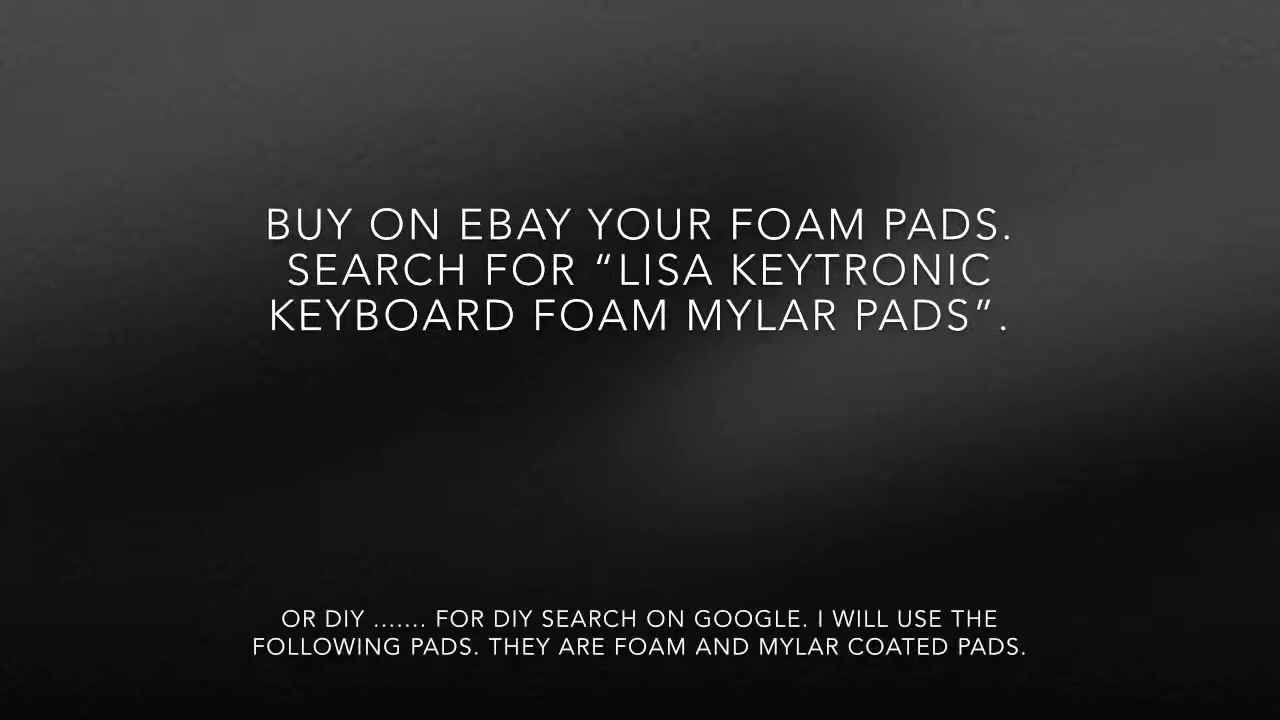 BUY ON EBAY YOUR FOAM PADS.
SEARCH FOR “LISA KEYTRONIC
KEYBOARD FOAM MYLAR PADS”.
OR DIY ....... FOR DIY SEARCH ON GOOGLE. I WILL USE THE
FOLLOWING PADS. THEY ARE FOAM AND MYLAR COATED PADS.